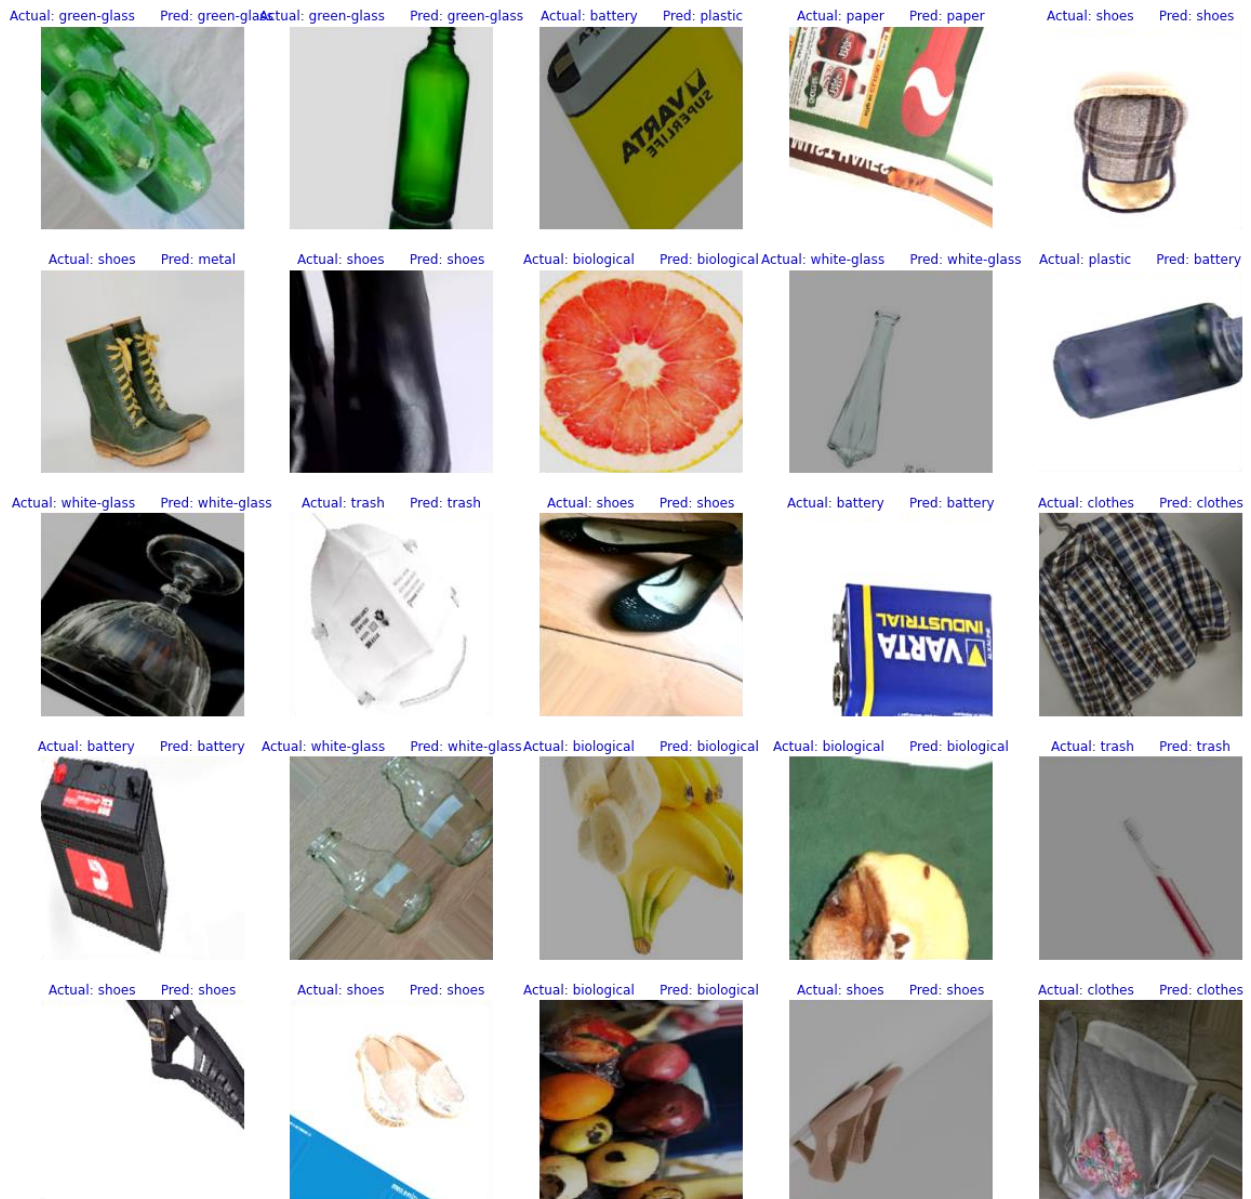 Actual: green-glass Pred: green-glass
Actual: green-glass Pred: green-glass
Actual: battery Pred: plastic
Actual: paper Pred: paper
Actual: shoes Pred: shoes
VARTA
SUPERLIFE
MUST HAVES
Actual: shoes Pred: metal
Actual: shoes Pred: shoes
Actual: biological Pred: biological
Actual: white-glass Pred: white-glass
Actual: plastic Pred: battery
Actual: white-glass Pred: white-glass
Actual: trash Pred: trash
Actual: shoes Pred: shoes
Actual: battery Pred: battery
Actual: clothes Pred: clothes
VARTA
INDUSTRIAL
Actual: battery Pred: battery
Actual: white-glass Pred: white-glass
Actual: biological Pred: biological
Actual: biological Pred: biological
Actual: trash Pred: trash
Actual: shoes Pred: shoes
Actual: shoes Pred: shoes
Actual: biological Pred: biological
Actual: shoes Pred: shoes
Actual: clothes Pred: clothes